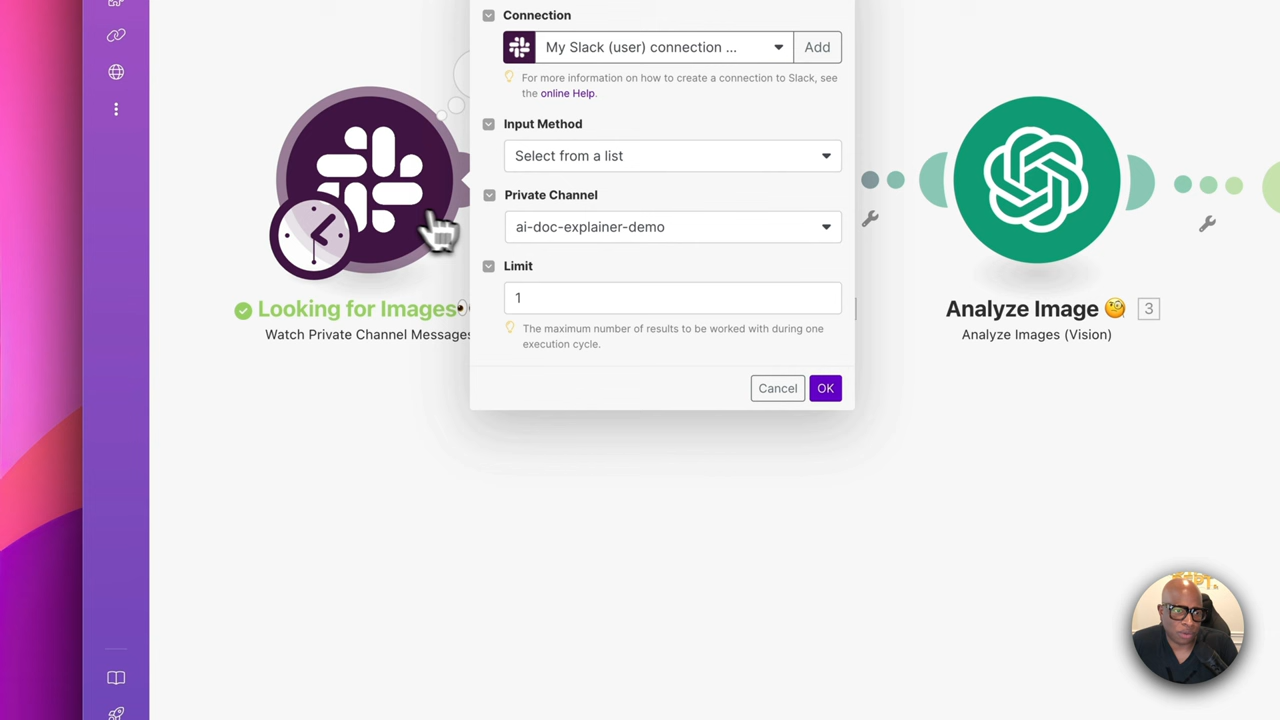 Connection
My Slack (user) connection ...
Add
For more information on how to create a connection to Slack, see
the online Help.
Input Method
Select from a list
Private Channel
ai-doc-explainer-demo
Limit
1
The maximum number of results to be worked with during one
execution cycle.
Cancel
OK
Looking for Images👀
Watch Private Channel Messages
Analyze Image 🧐
3
Analyze Images (Vision)